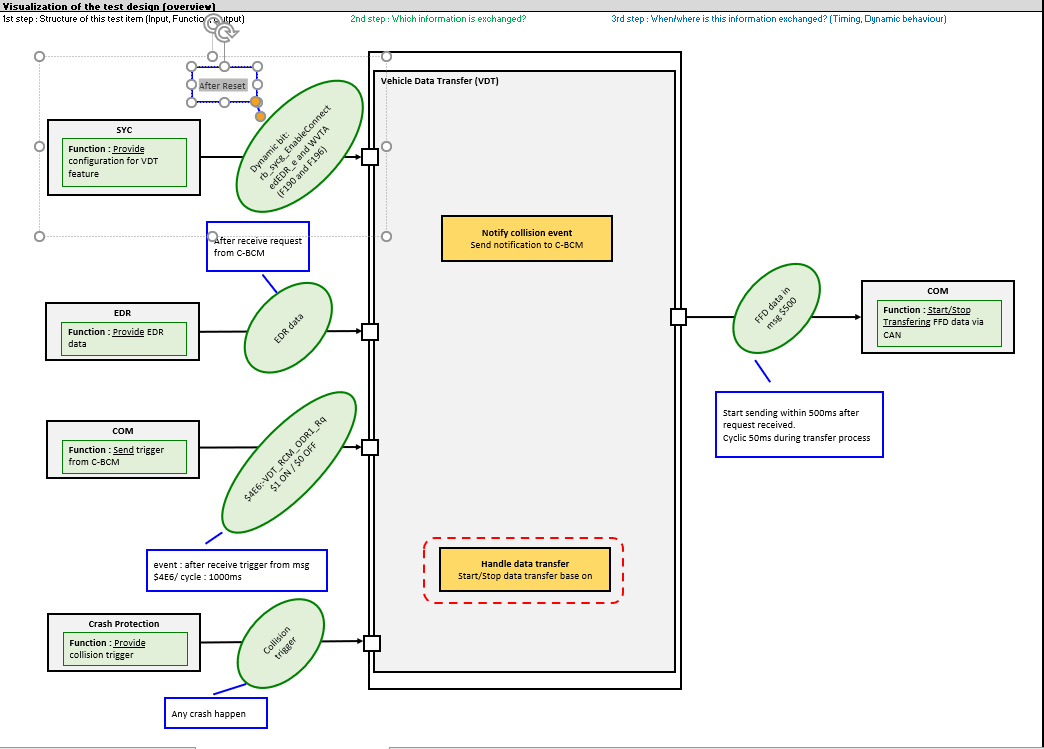 Visualization of the test design (overview)
1st step : Structure of this test item (Input, Function, Output)
2nd step : Which information is exchanged?
3rd step : When/where is this information exchanged? (Timing, Dynamic behaviour)
After Reset
Vehicle Data Transfer (VDT)
SYC
Function : Provide
configuration for VDT
feature
Dynamic bit:
rb_sycg_EnableConnect
edEDR_e and WVTA
(F190 and F196)
After receive request
from C-BCM
Notify collision event
Send notification to C-BCM
EDR
Function : Provide EDR
data
EDR data
FFD data in
msg $500
COM
Function : Start/Stop
Transfering FFD data via
CAN
Start sending within 500ms after
request received.
Cyclic 50ms during transfer process
COM
Function : Send trigger
from C-BCM
$4E6:-VDT_RCM_ODR1_Rq
$1 ON / $0 OFF
event : after receive trigger from msg
$4E6/ cycle : 1000ms
Handle data transfer
Start/Stop data transfer base on
Crash Protection
Function : Provide
collision trigger
Collision
trigger
Any crash happen